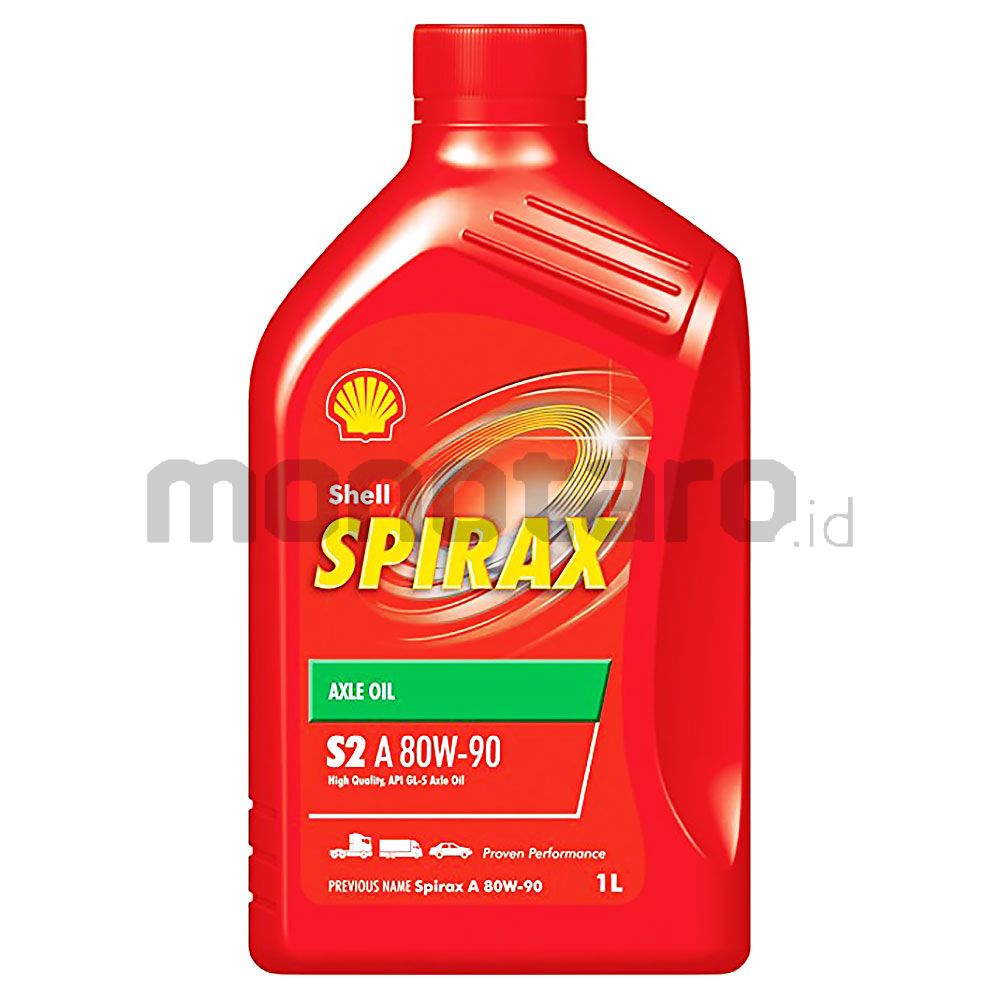 Shell
SPIRAX
monotaro.id
AXLE OIL
S2 A 80W-90
High Quality, API GL-5 Axle Oil
Proven Performance
PREVIOUS NAME Spirax A 80W-90 1L